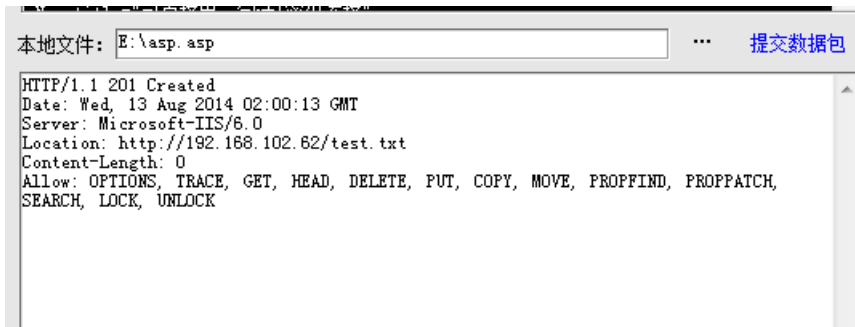 本地文件： E:\asp.asp ... 提交数据包
HTTP/1.1 201 Created
Date: Wed, 13 Aug 2014 02:00:13 GMT
Server: Microsoft-IIS/6.0
Location: http://192.168.102.62/test.txt
Content-Length: 0
Allow: OPTIONS, TRACE, GET, HEAD, DELETE, PUT, COPY, MOVE, PROPFIND, PROPPATCH,
SEARCH, LOCK, UNLOCK